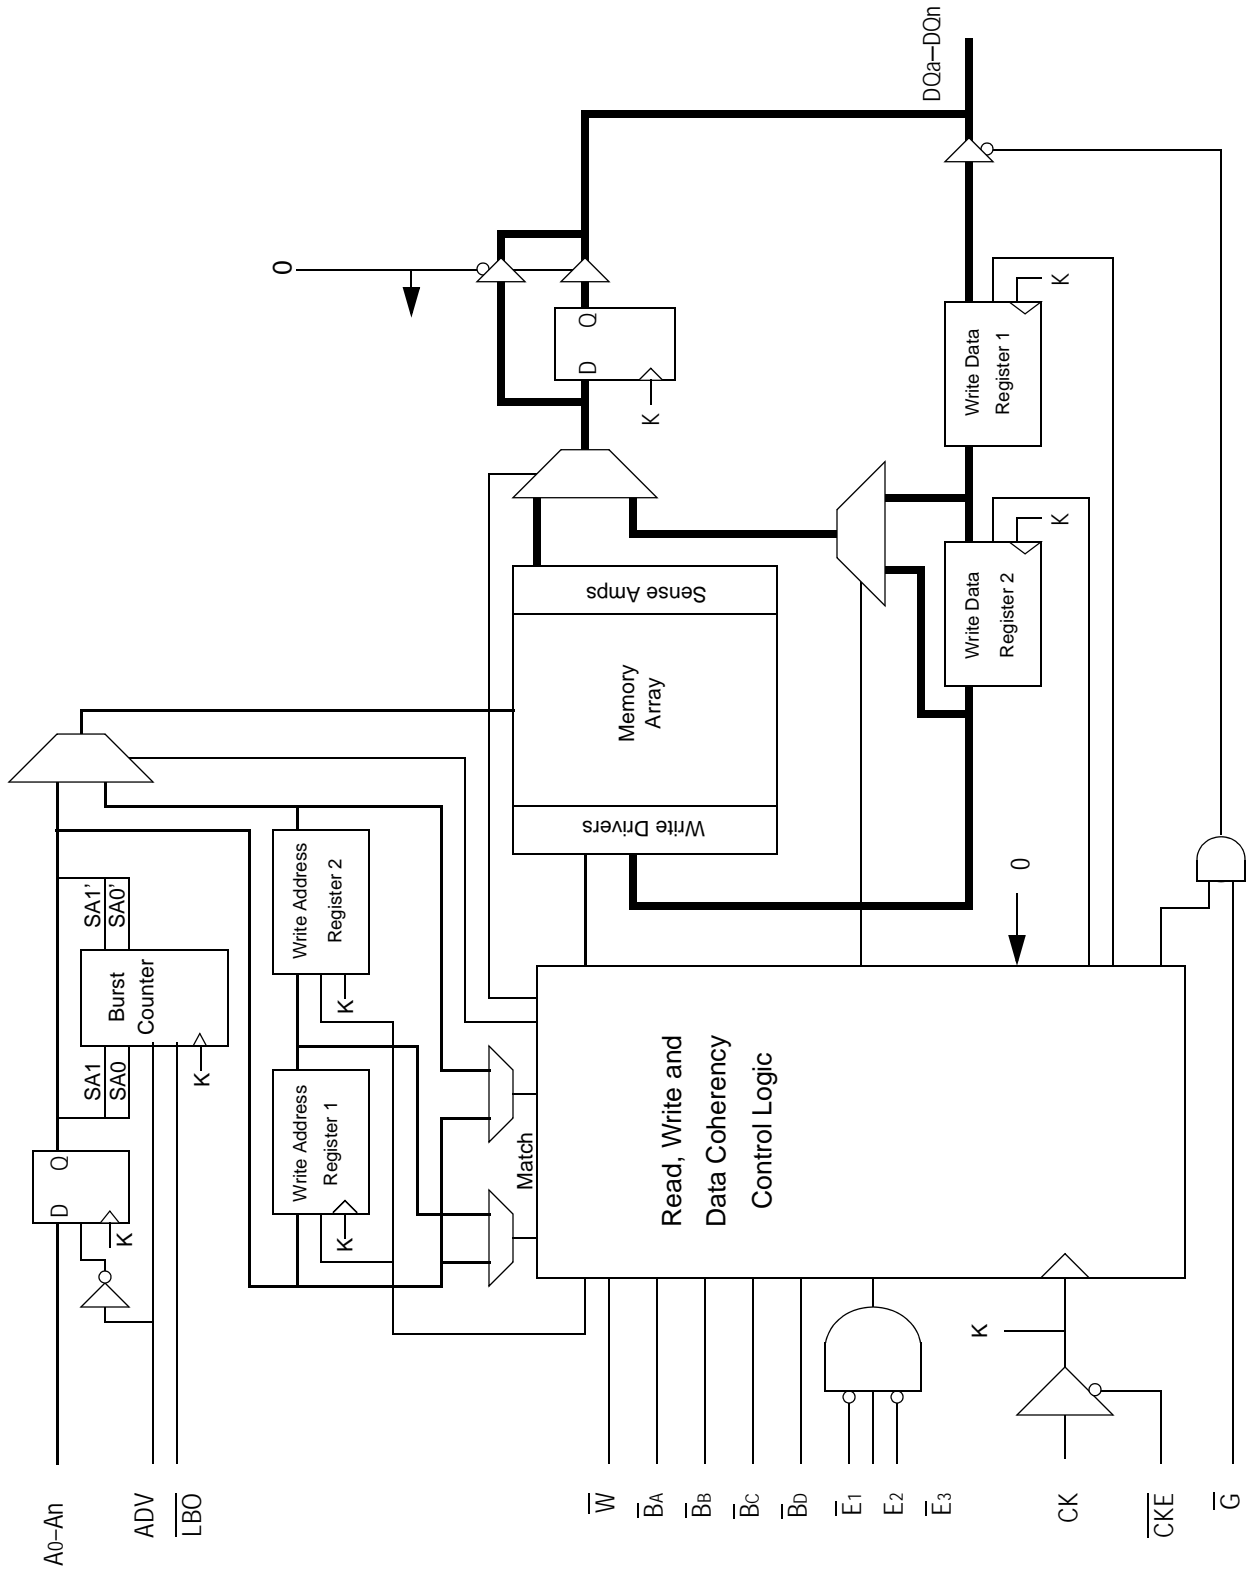 A0–An
ADV
LBO
W
BA
BB
BC
BD
E1
E2
E3
CK
CKE
G
D Q
K
SA1
SA0
Burst
Counter
SA1'
SA0'
K
Write Address
Register 1
K
Write Address
Register 2
K
Match
Read, Write and
Data Coherency
Control Logic
K
0
Write Drivers
Memory
Array
Sense Amps
Write Data
Register 2
K
Write Data
Register 1
K
D Q
K
0
DQa–DQn